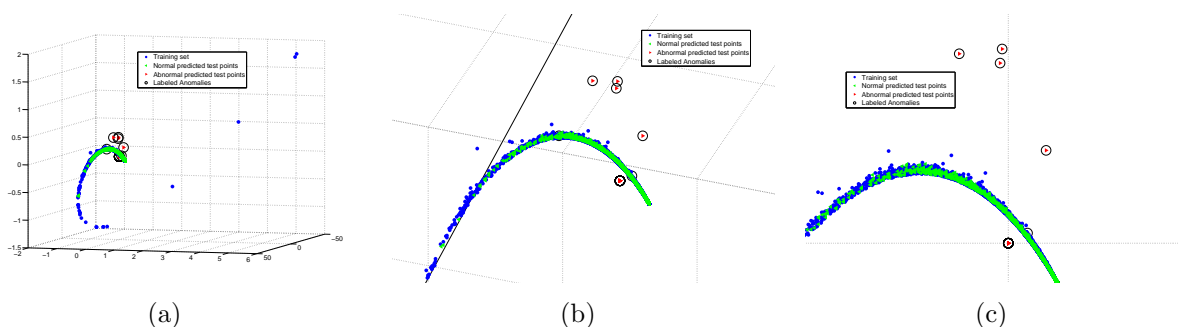 2
1.5
1
0.5
0
−0.5
−1
−1.5
−2
−1
0
1
2
3
4
5
6
50
0
−50
Training set
Normal predicted test points
Abnormal predicted test points
Labeled Anomalies
(a)
Training set
Normal predicted test points
Abnormal predicted test points
Labeled Anomalies
(b)
Training set
Normal predicted test points
Abnormal predicted test points
Labeled Anomalies
(c)